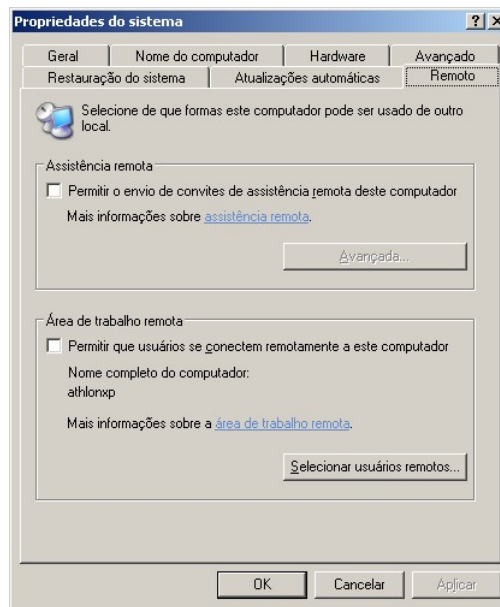 Propriedades do sistema
Geral
Nome do computador
Hardware
Avançado
Restauração do sistema
Atualizações automáticas
Remoto
Selecione de que formas este computador pode ser usado de outro
local.
Assistência remota
Permitir o envio de convites de assistência remota deste computador
Mais informações sobre assistência remota.
Avançada...
Área de trabalho remota
Permitir que usuários se conectem remotamente a este computador
Nome completo do computador:
athlonxp
Mais informações sobre a área de trabalho remota.
Selecionar usuários remotos...
OK
Cancelar
Aplicar